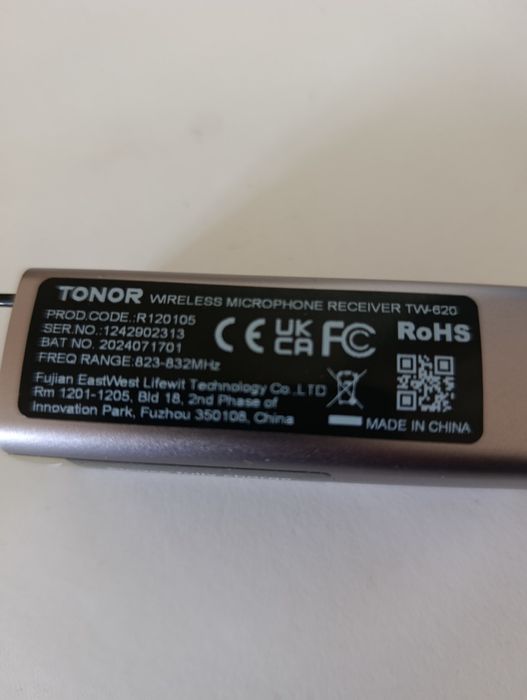 TONOR WIRELESS MICROPHONE RECEIVER TW-620
PROD.CODE.:R120105
SER.NO.:1242902313
BAT NO. 2024071701
FREQ RANGE:823-832MHz
CE UKCA FC RoHS
Fujian EastWest Lifewit Technology Co.,LTD
Rm 1201-1205, Bld 18, 2nd Phase of
Innovation Park, Fuzhou 350108, China
MADE IN CHINA